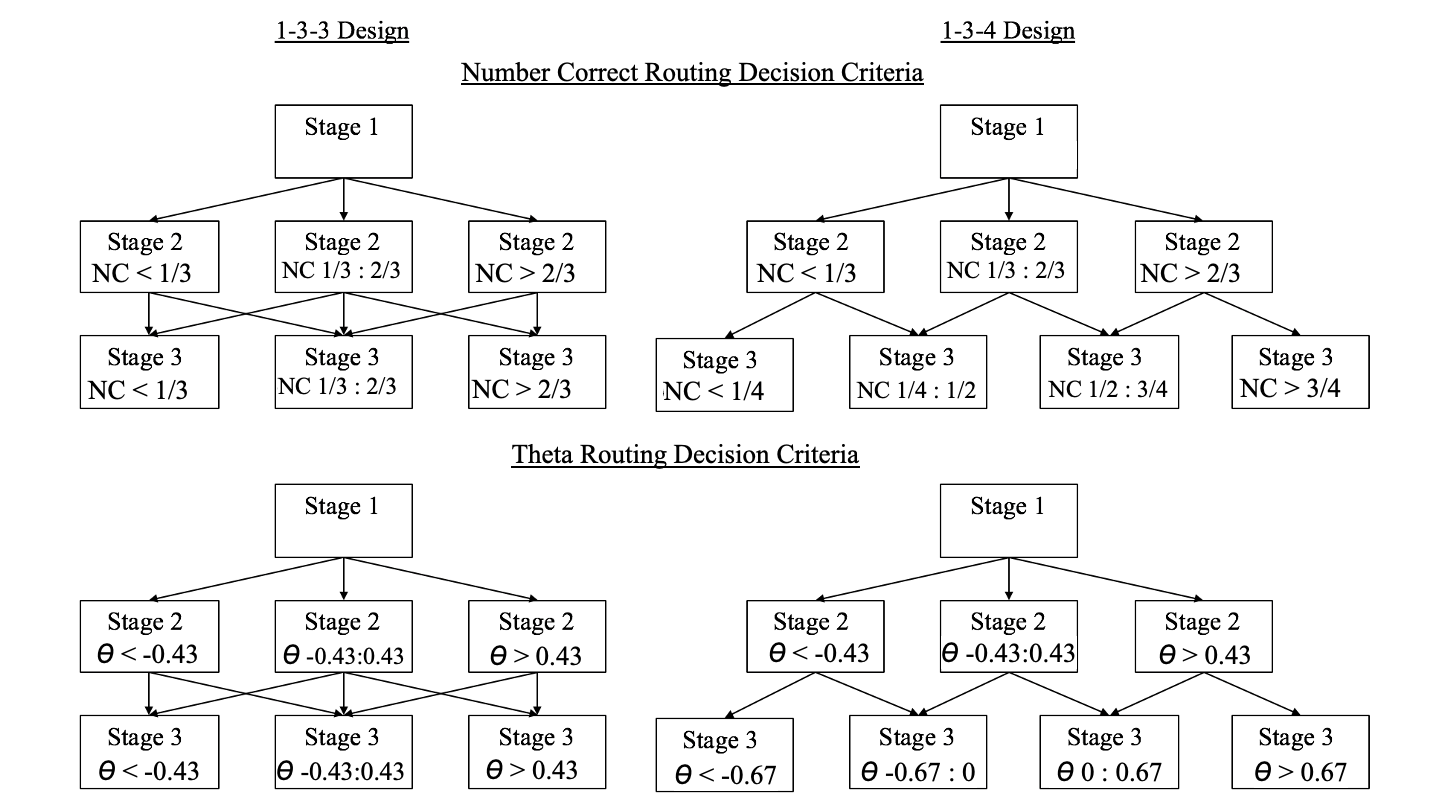 1-3-3 Design
1-3-4 Design
Number Correct Routing Decision Criteria
Stage 1
Stage 1
Stage 2
NC < 1/3
Stage 2
NC 1/3 : 2/3
Stage 2
NC > 2/3
Stage 2
NC < 1/3
Stage 2
NC 1/3 : 2/3
Stage 2
NC > 2/3
Stage 3
NC < 1/3
Stage 3
NC 1/3 : 2/3
Stage 3
NC > 2/3
Stage 3
NC < 1/4
Stage 3
NC 1/4 : 1/2
Stage 3
NC 1/2 : 3/4
Stage 3
NC > 3/4
Theta Routing Decision Criteria
Stage 1
Stage 1
Stage 2
ϴ < -0.43
Stage 2
ϴ -0.43:0.43
Stage 2
ϴ > 0.43
Stage 2
ϴ < -0.43
Stage 2
ϴ -0.43:0.43
Stage 2
ϴ > 0.43
Stage 3
ϴ < -0.43
Stage 3
ϴ -0.43:0.43
Stage 3
ϴ > 0.43
Stage 3
ϴ < -0.67
Stage 3
ϴ -0.67 : 0
Stage 3
ϴ 0 : 0.67
Stage 3
ϴ > 0.67